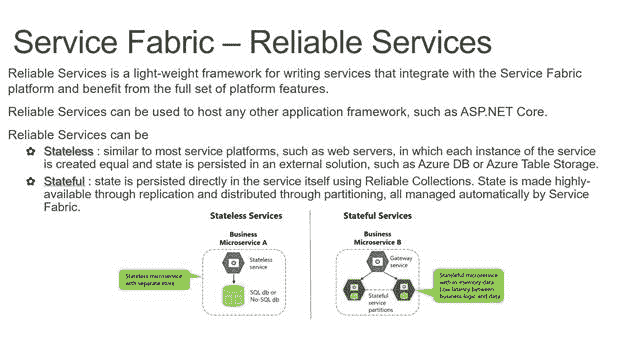 Service Fabric – Reliable Services
Reliable Services is a light-weight framework for writing services that integrate with the Service Fabric
platform and benefit from the full set of platform features.
Reliable Services can be used to host any other application framework, such as ASP.NET Core.
Reliable Services can be
Stateless : similar to most service platforms, such as web servers, in which each instance of the service
is created equal and state is persisted in an external solution, such as Azure DB or Azure Table Storage.
Stateful : state is persisted directly in the service itself using Reliable Collections. State is made highly-
available through replication and distributed through partitioning, all managed automatically by Service
Fabric.
Stateless Services
Business
Microservice A
Stateless
service
Stateless microservice
with separate store
SQL db or
No-SQL db
Stateful Services
Business
Microservice B
Gateway
service
Stateful
service
partitions
Stateful microservice
with in-memory data
Low latency between
business logic and data